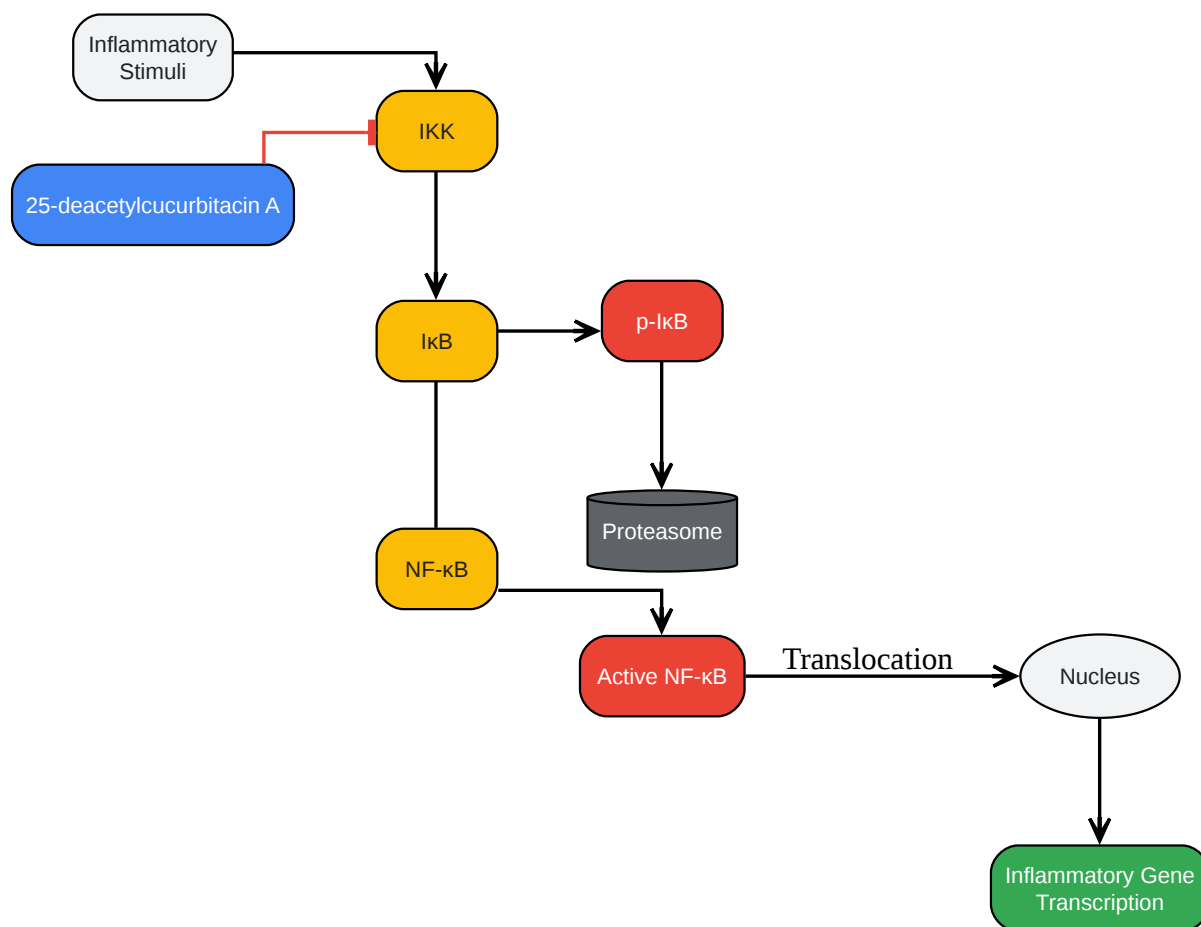 Inflammatory
Stimuli
IKK
25-deacetylcucurbitacin A
IκB
p-IκB
Proteasome
NF-κB
Active NF-κB
Translocation
Nucleus
Inflammatory Gene
Transcription